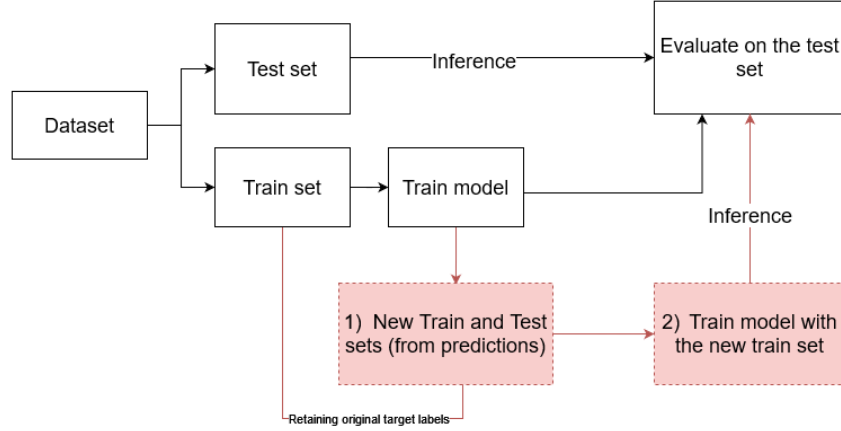 Test set
Inference
Evaluate on the test
set
Dataset
Train set
Train model
Inference
1) New Train and Test
sets (from predictions)
2) Train model with
the new train set
Retaining original target labels